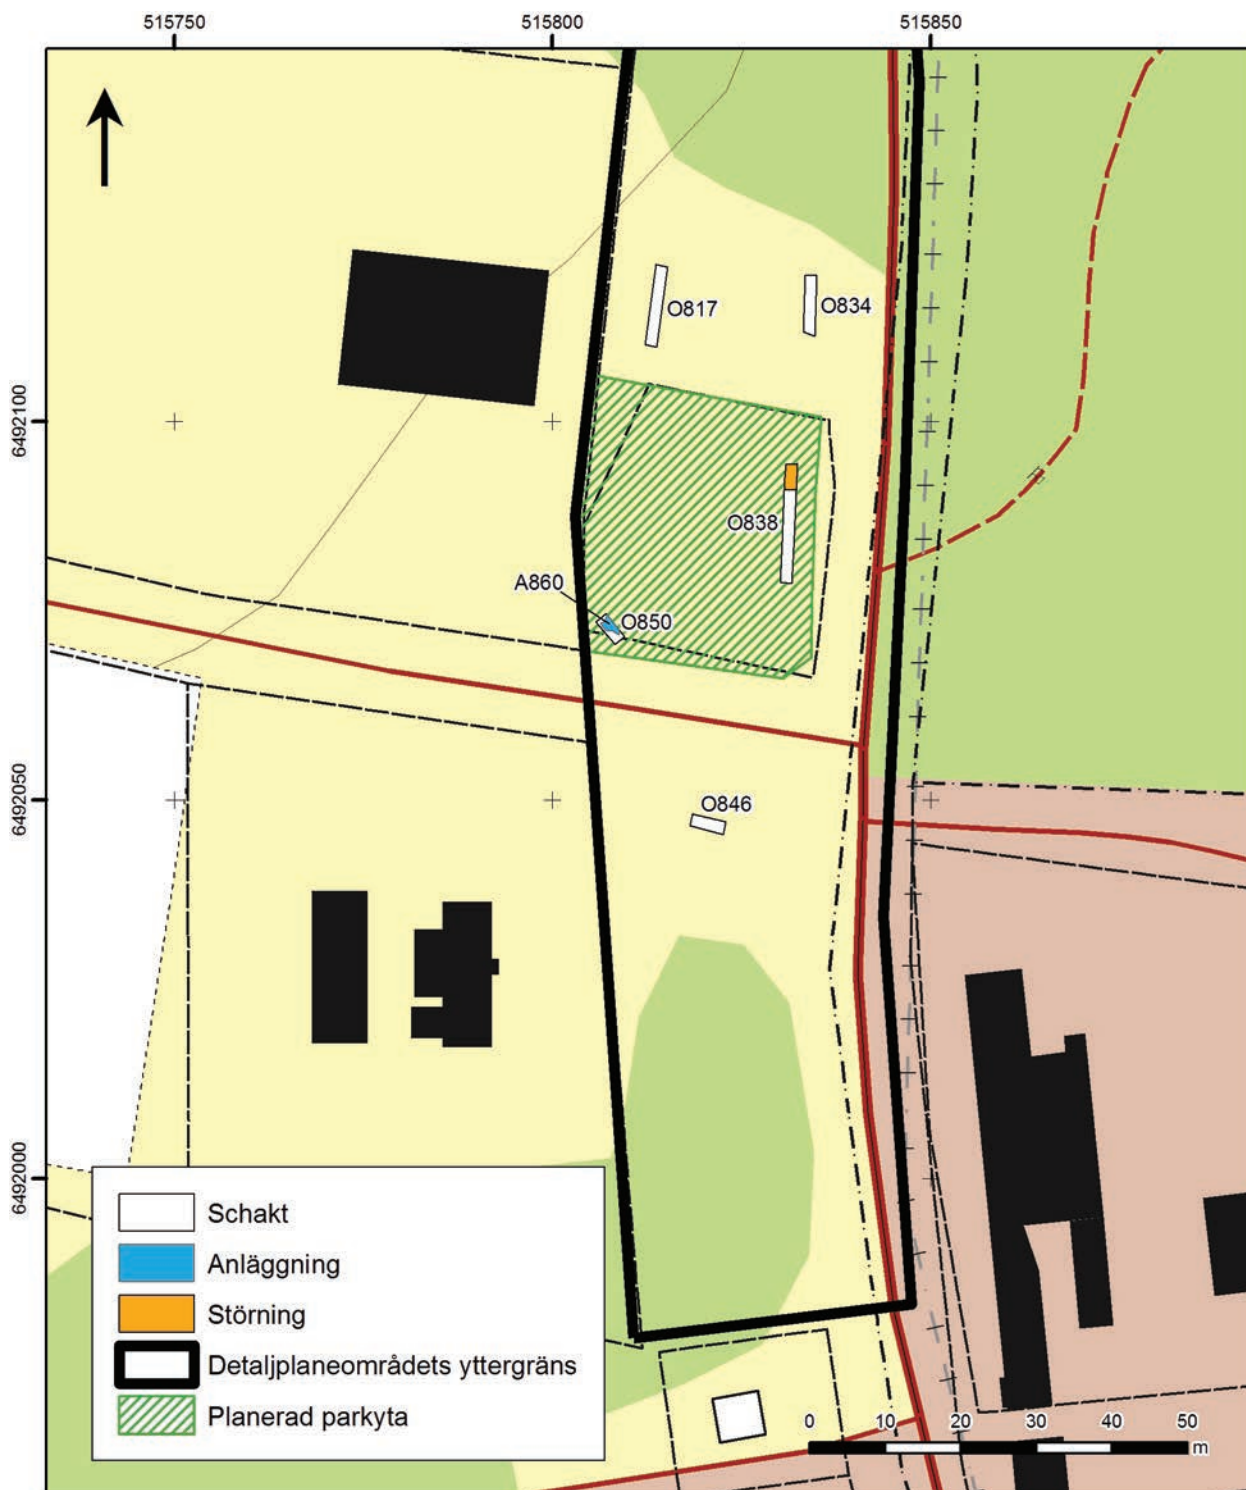 515750
515800
515850
O817
O834
6492100
O838
A860
O850
6492050
O846
6492000
Schakt
Anläggning
Störning
Detaljplaneområdets yttergräns
Planerad parkyta
0 10 20 30 40 50
m